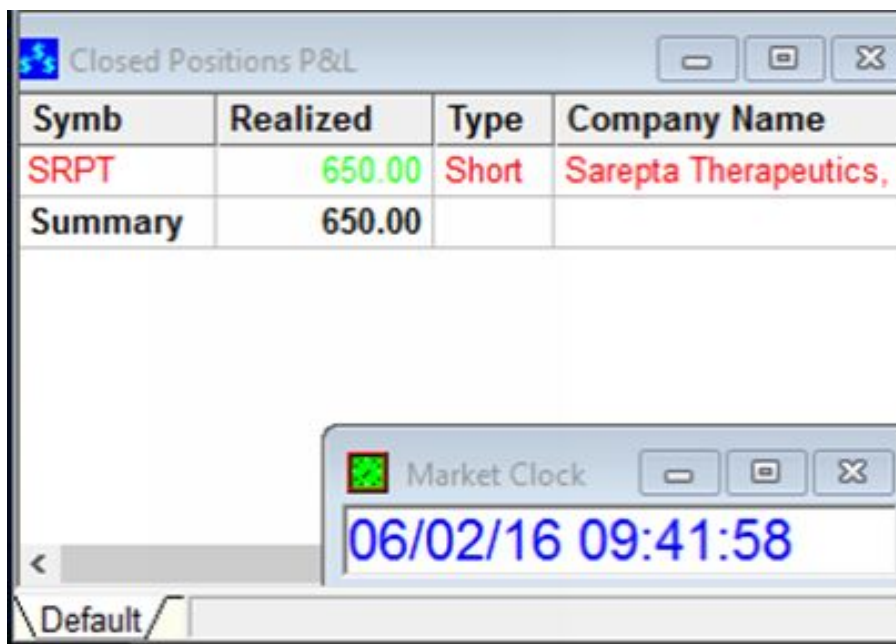 Closed Positions P&L
Symb Realized Type Company Name
SRPT 650.00 Short Sarepta Therapeutics,
Summary 650.00
Market Clock
06/02/16 09:41:58
Default